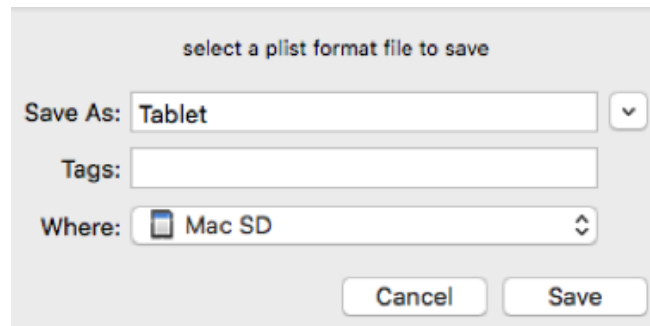 select a plist format file to save
Save As: Tablet
Tags:
Where: Mac SD
Cancel Save